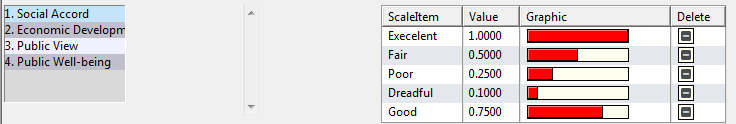 1. Social Accord
2. Economic Developm
3. Public View
4. Public Well-being
ScaleItem Value Graphic Delete
Execelent 1.0000
Fair 0.5000
Poor 0.2500
Dreadful 0.1000
Good 0.7500